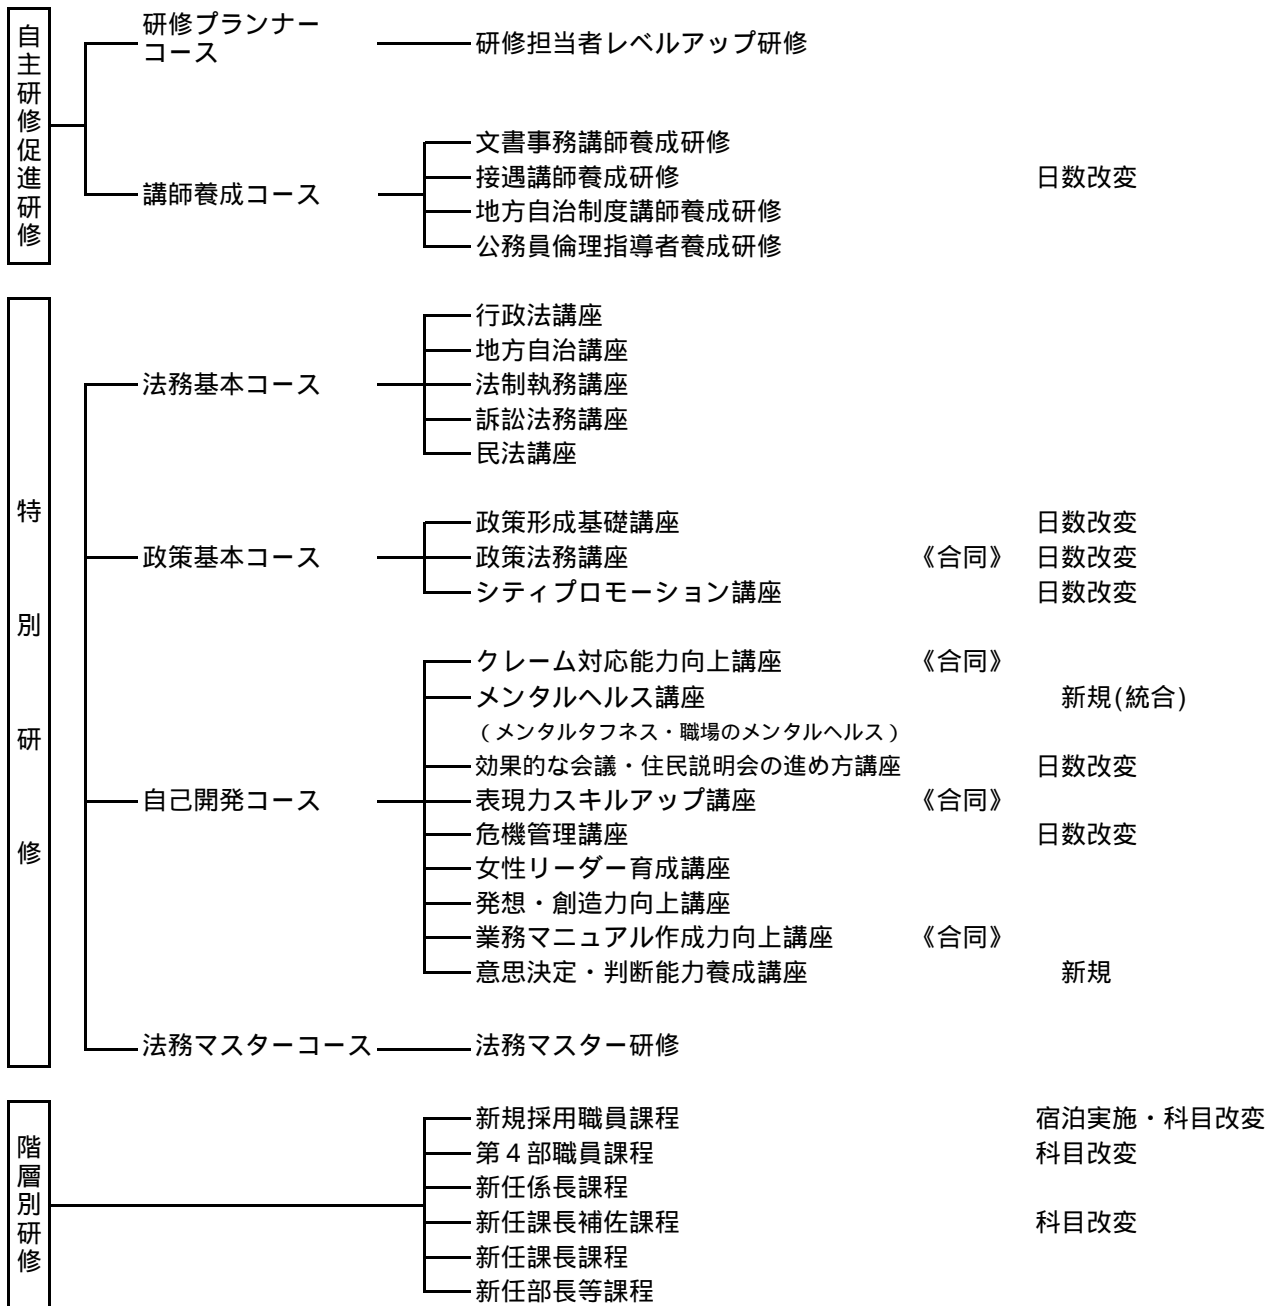 自主研修促進研修
研修プランナー
コース
研修担当者レベルアップ研修
講師養成コース
文書事務講師養成研修
接遇講師養成研修 日数改変
地方自治制度講師養成研修
公務員倫理指導者養成研修
特別研修
法務基本コース
行政法講座
地方自治講座
法制執務講座
訴訟法務講座
民法講座
政策基本コース
政策形成基礎講座 日数改変
政策法務講座 《合同》 日数改変
シティプロモーション講座 日数改変
自己開発コース
クレーム対応能力向上講座 《合同》
メンタルヘルス講座 新規(統合)
(メンタルタフネス・職場のメンタルヘルス)
効果的な会議・住民説明会の進め方講座 日数改変
表現力スキルアップ講座 《合同》
危機管理講座 日数改変
女性リーダー育成講座
発想・創造力向上講座
業務マニュアル作成力向上講座 《合同》
意思決定・判断能力養成講座 新規
法務マスターコース
法務マスター研修
階層別研修
新規採用職員課程 宿泊実施・科目改変
第4部職員課程 科目改変
新任係長課程
新任課長補佐課程 科目改変
新任課長課程
新任部長等課程